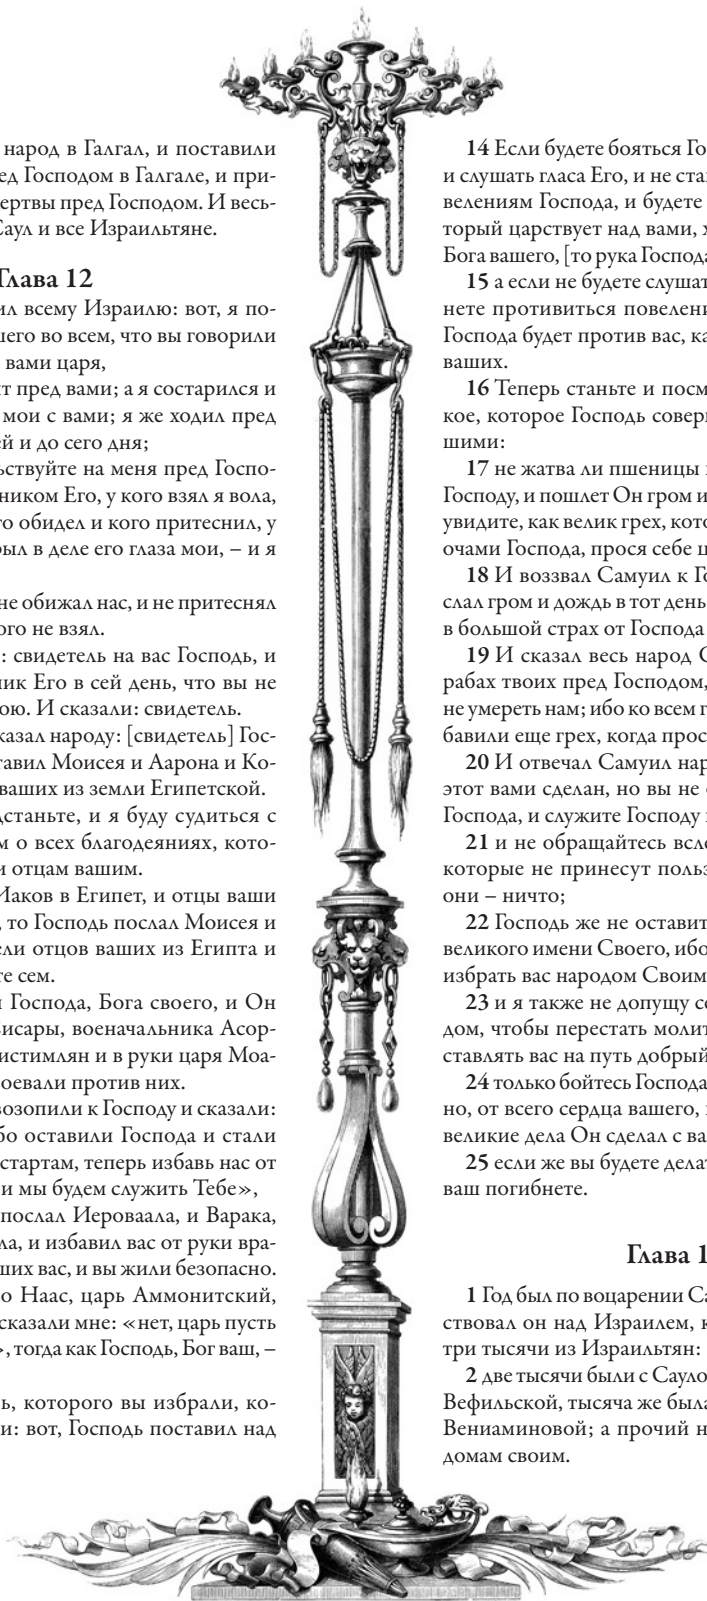 народ в Галгал, и поставили
ед Господом в Галгале, и при-
ертвы пред Господом. И весь-
Саул и все Израильтяне.
Глава 12
ил всему Израилю: вот, я по-
шего во всем, что вы говорили
вами царя,
ит пред вами; а я состарился и
мои с вами; я же ходил пред
ей и до сего дня;
ьствуйте на меня пред Госпо-
ником Его, у кого взял я вола,
го обидел и кого притеснил, у
рыл в деле его глаза мои, – и я
не обижал нас, и не притеснял
ого не взял.
: свидетель на вас Господь, и
ник Его в сей день, что вы не
ою. И сказали: свидетель.
казал народу: [свидетель] Гос-
тавил Моисея и Аарона и Ко-
ваших из земли Египетской.
дстаньте, и я буду судиться с
м о всех благодеяниях, кото-
и отцам вашим.
Иаков в Египет, и отцы ваши
, то Господь послал Моисея и
ели отцов ваших из Египта и
те сем.
и Господа, Бога своего, и Он
исары, военачальника Асор-
истимлян и в руки царя Моа-
оевали против них.
возопили к Господу и сказали:
бо оставили Господа и стали
стартам, теперь избавь нас от
и мы будем служить Тебе»,
послал Иероваала, и Варака,
ла, и избавил вас от руки вра-
ших вас, и вы жили безопасно.
о Наас, царь Аммонитский,
сказали мне: «нет, царь пусть
», тогда как Господь, Бог ваш, –
ь, которого вы избрали, ко-
и: вот, Господь поставил над
14 Если будете бояться Го
и слушать гласа Его, и не ста
велениям Господа, и будете
торый царствует над вами, х
Бога вашего, [то рука Господа
15 а если не будете слушат
нете противиться повелени
Господа будет против вас, ка
ваших.
16 Теперь станьте и посм
кое, которое Господь совер
шими:
17 не жатва ли пшеницы
Господу, и пошлет Он гром и
увидите, как велик грех, кото
очами Господа, прося себе ц
18 И воззвал Самуил к Го
слал гром и дождь в тот день
в большой страх от Господа
19 И сказал весь народ С
рабах твоих пред Господом,
не умереть нам; ибо ко всем г
бавили еще грех, когда прос
20 И отвечал Самуил нар
этот вами сделан, но вы не
Господа, и служите Господу
21 и не обращайтесь всле
которые не принесут польз
они – ничто;
22 Господь же не оставит
великого имени Своего, ибо
избрать вас народом Своим
23 и я также не допущу се
дом, чтобы перестать молит
ставлять вас на путь добрый
24 только бойтесь Господа
но, от всего сердца вашего,
великие дела Он сделал с ва
25 если же вы будете делат
ваш погибнете.
Глава 1
1 Год был по воцарении Са
ствовал он над Израилем, к
три тысячи из Израильтян:
2 две тысячи были с Сауло
Вефильской, тысяча же была
Вениаминовой; а прочий н
домам своим.